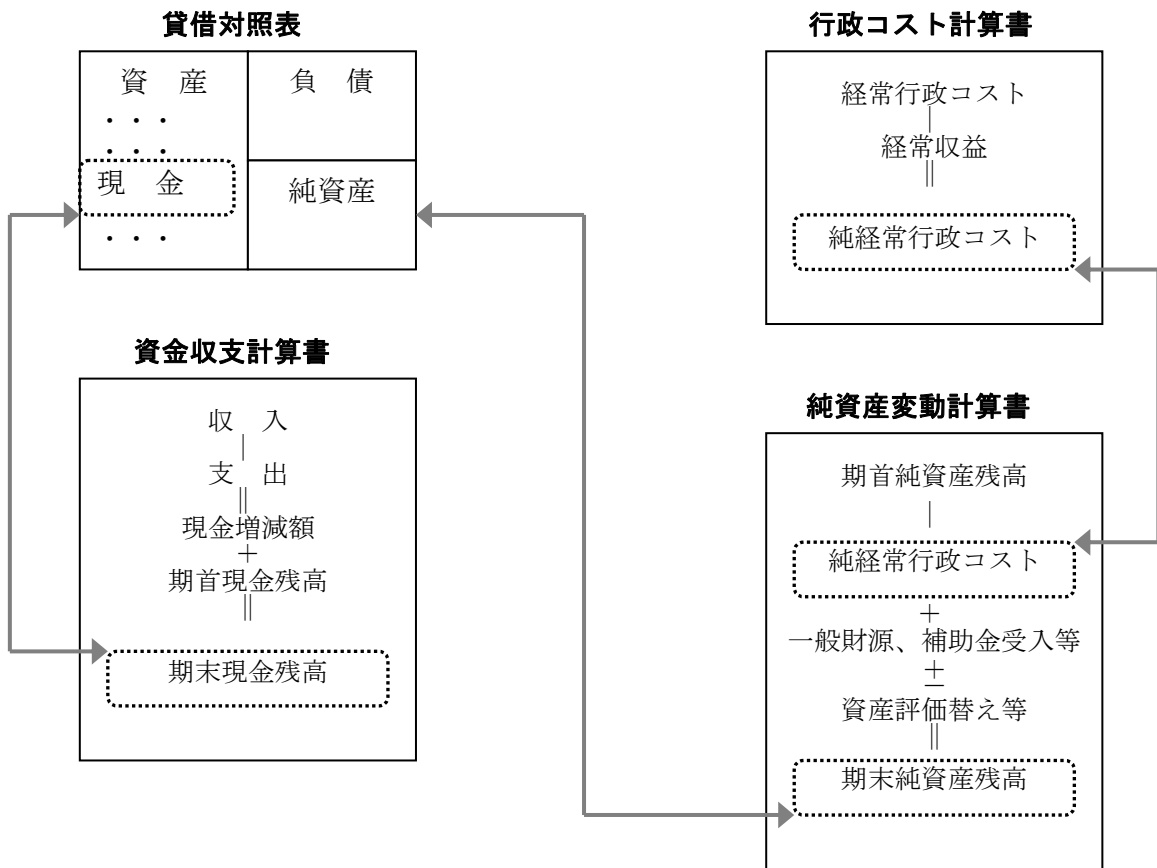 貸借対照表
資　産
・・・
・・・
現　金
・・・
負　債
純資産
資金収支計算書
収　入
｜
支　出
||
現金増減額
＋
期首現金残高
||
期末現金残高
行政コスト計算書
経常行政コスト
｜
経常収益
||
純経常行政コスト
純資産変動計算書
期首純資産残高
｜
純経常行政コスト
＋
一般財源、補助金受入等
±
資産評価替え等
||
期末純資産残高